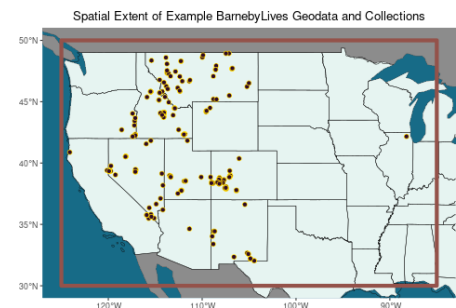 Spatial Extent of Example BarnebyLives Geodata and Collections
50°N
45°N
40°N
35°N
30°N
120°W 110°W 100°W 90°W